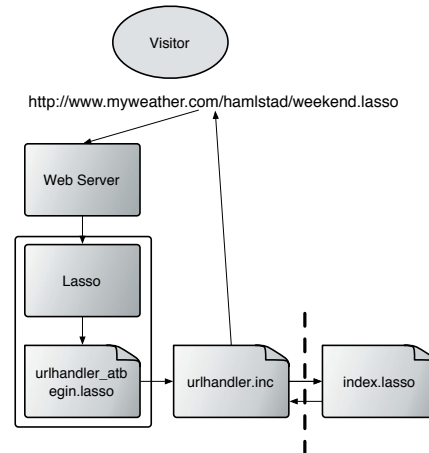 Visitor
http://www.myweather.com/hamlstad/weekend.lasso
Web Server
Lasso
urlhandler_atb
egin.lasso
urlhandler.inc
index.lasso